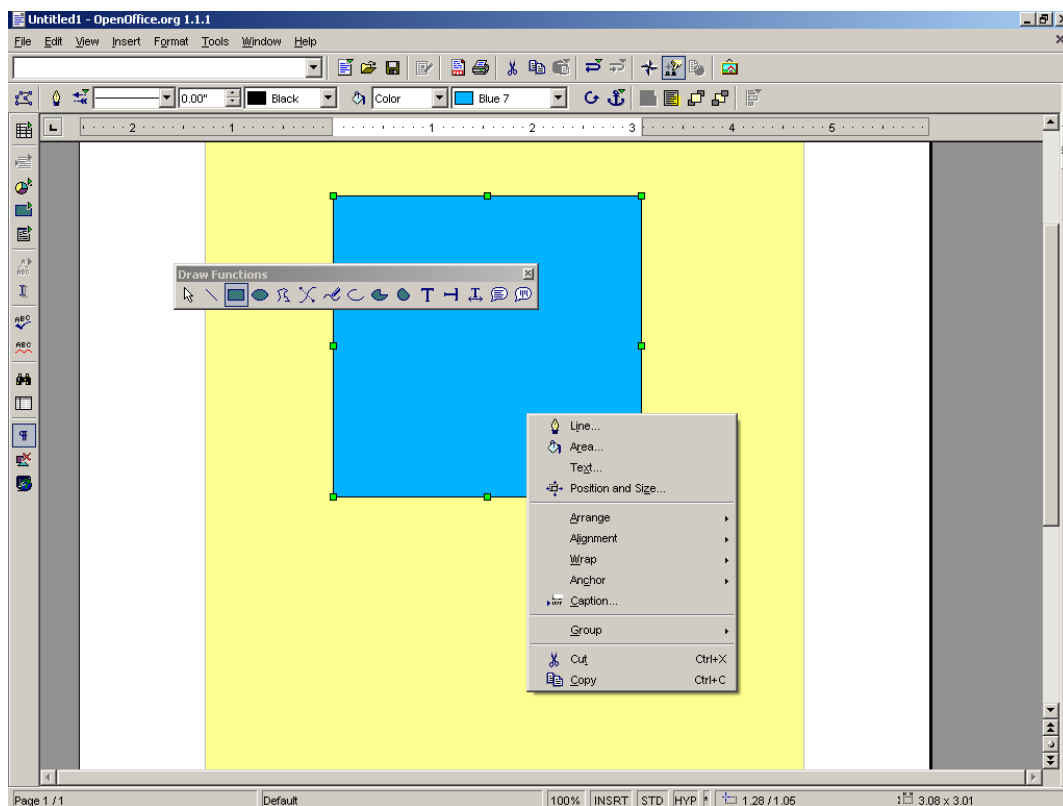 Untitled1 - OpenOffice.org 1.1.1
File Edit View Insert Format Tools Window Help
0.00" Black Color Blue 7
2 1 1 2 3 4 5
Draw Functions
T
ABC
ABC
ABC
Line...
Area...
Text...
Position and Size...
Arrange
Alignment
Wrap
Anchor
Caption...
Group
Cut Ctrl+X
Copy Ctrl+C
Page 1 / 1 Default 100% INSRT STD HYP * 1.28 / 1.05 3.08 x 3.01